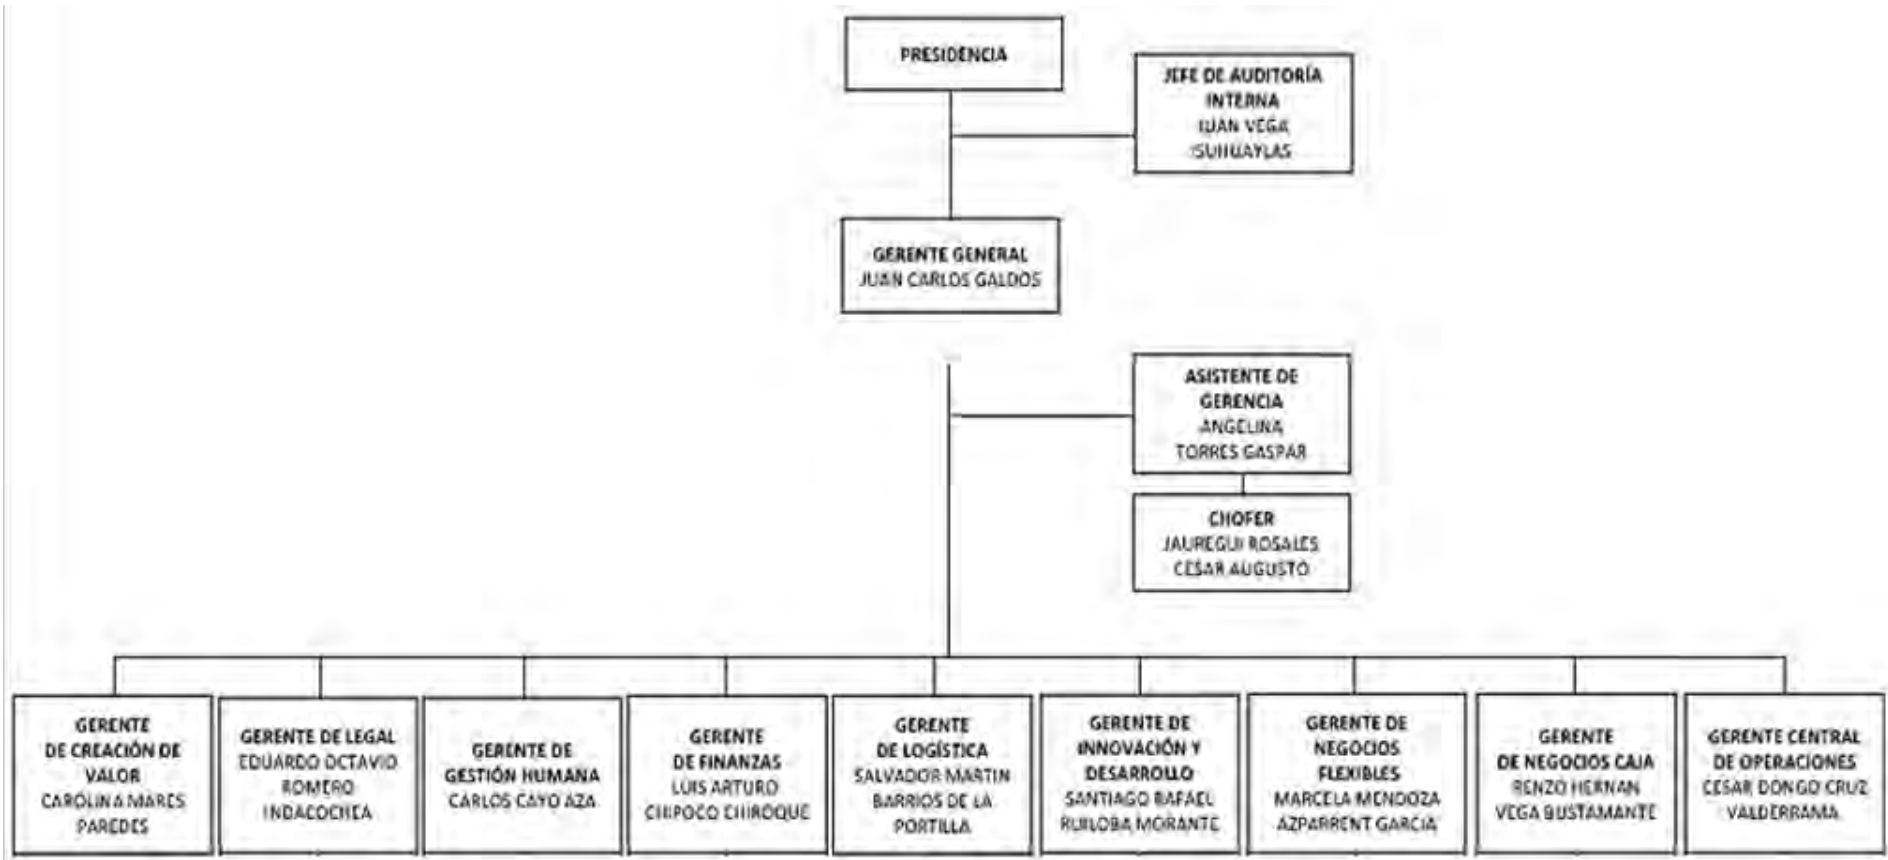 PRESIDENCIA
JEFE DE AUDITORÍA
INTERNA
JUAN VEGA
ISUHUAYLAS
GERENTE GENERAL
JUAN CARLOS GALDOS
ASISTENTE DE
GERENCIA
ANGELINA
TORRES GASPAR
CHOFER
JAUREGUI ROSALES
CESAR AUGUSTO
GERENTE
DE CREACIÓN DE
VALOR
CAROLINA MARES
PAREDES
GERENTE DE LEGAL
EDUARDO OCTAVIO
ROMERO
INDACOCHEA
GERENTE DE
GESTIÓN HUMANA
CARLOS CAYO AZA
GERENTE
DE FINANZAS
LUIS ARTURO
CHIPOCO CHIROQUE
GERENTE
DE LOGÍSTICA
SALVADOR MARTIN
BARRIOS DE LA
PORTILLA
GERENTE DE
INNOVACIÓN Y
DESARROLLO
SANTIAGO RAFAEL
RUILOBA MORANTE
GERENTE DE
NEGOCIOS
FLEXIBLES
MARCELA MENDOZA
AZPARRENT GARCIA
GERENTE
DE NEGOCIOS CAJA
RENZO HERNAN
VEGA BUSTAMANTE
GERENTE CENTRAL
DE OPERACIONES
CESAR DONGO CRUZ
VALDERRAMA